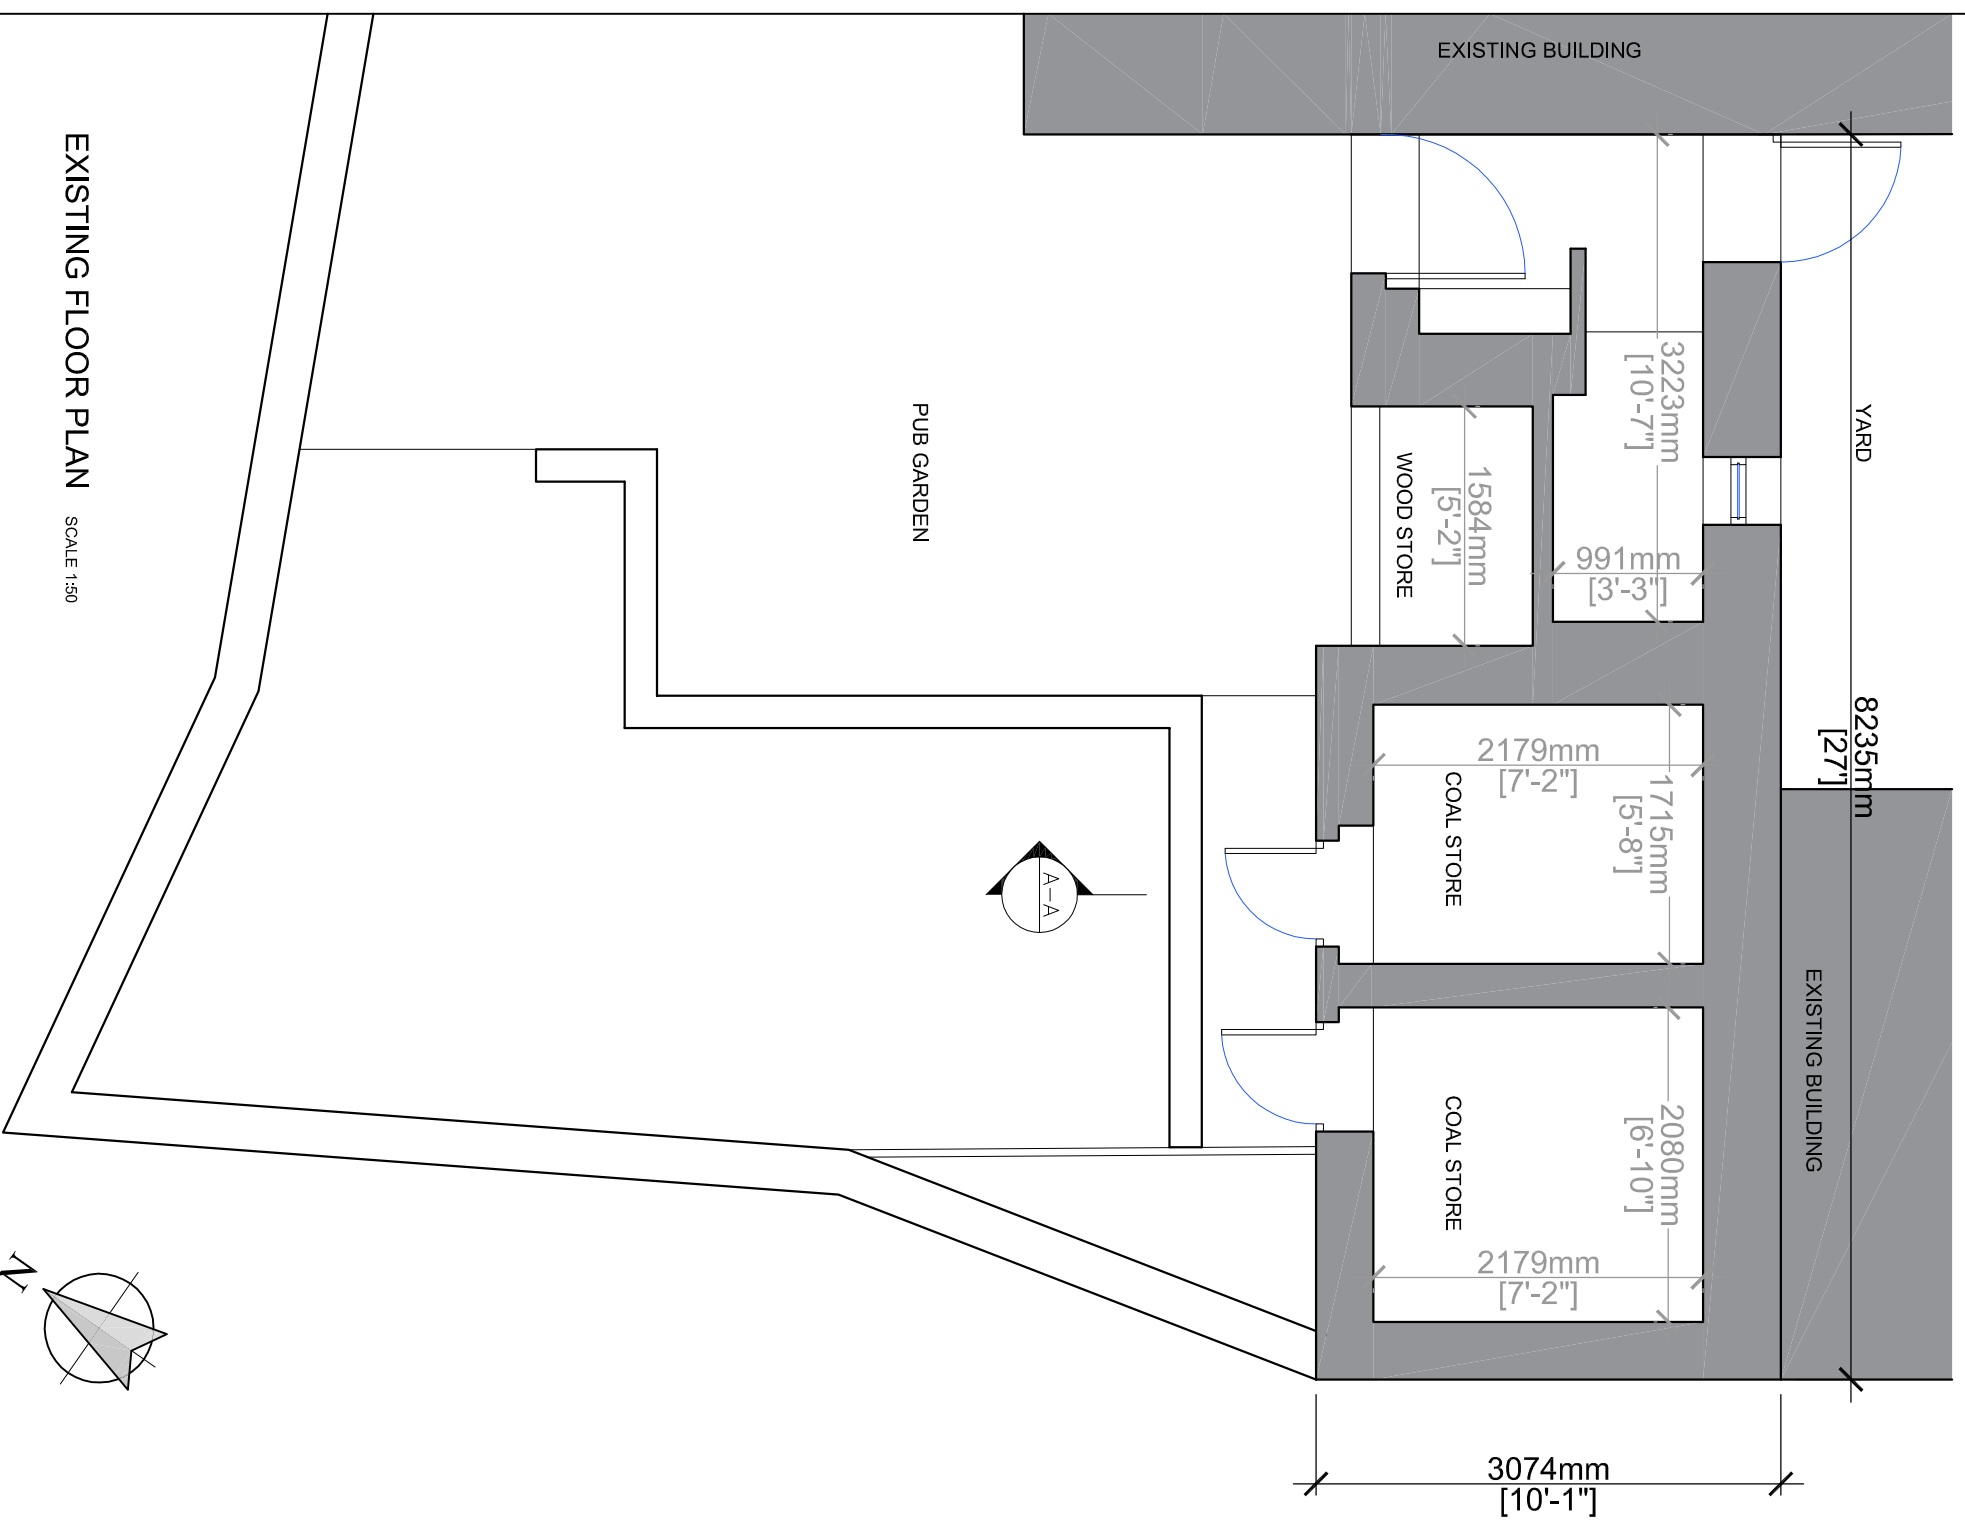 EXISTING BUILDING
YARD
3223mm
[10'-7"]
991mm
[3'-3"]
1584mm
[5'-2"]
WOOD STORE
PUB GARDEN
8235mm
[27']
2179mm
[7'-2"]
1715mm
[5'-8"]
COAL STORE
A-A
EXISTING BUILDING
2080mm
[6'-10"]
COAL STORE
2179mm
[7'-2"]
3074mm
[10'-1"]
EXISTING FLOOR PLAN SCALE 1:50
N